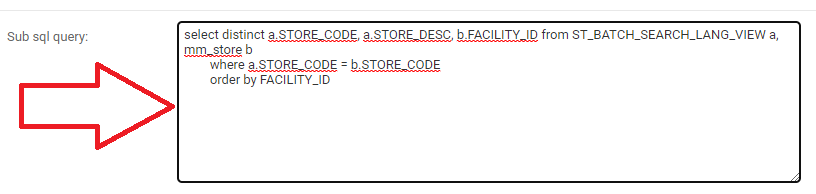 Sub sql query:
select distinct a.STORE_CODE, a.STORE_DESC, b.FACILITY_ID from ST_BATCH_SEARCH_LANG_VIEW a,
mm_store b
where a.STORE_CODE = b.STORE_CODE
order by FACILITY_ID